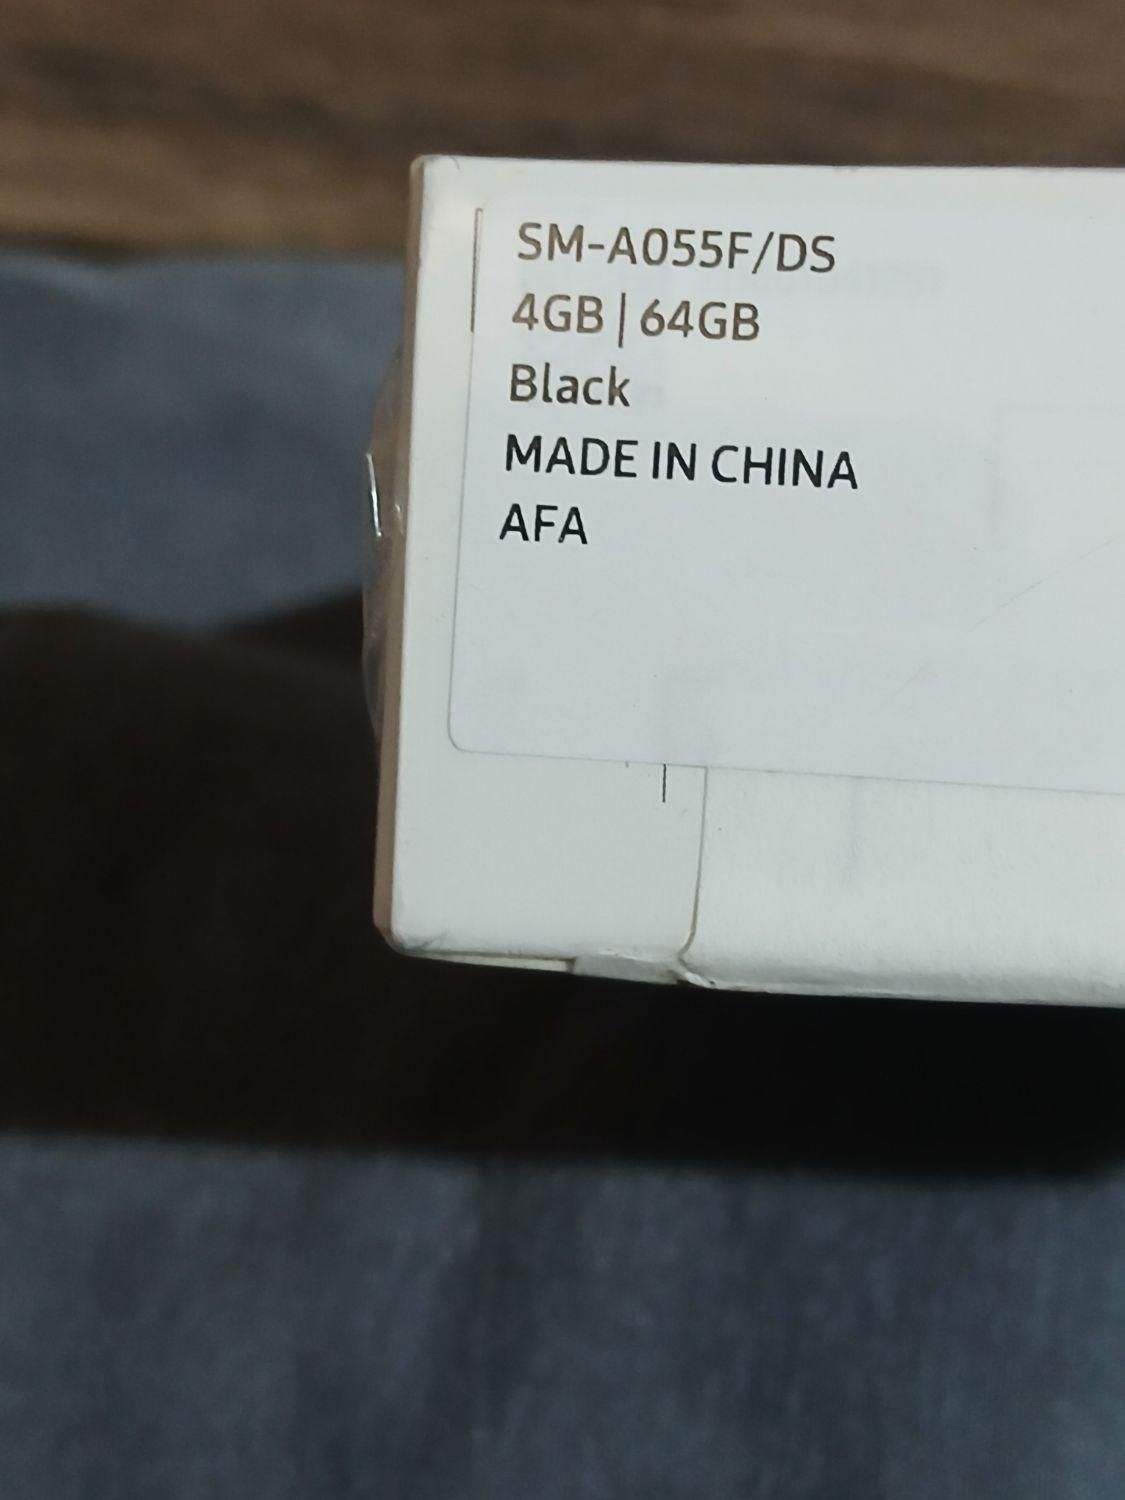 SM-A055F/DS
4GB | 64GB
Black
MADE IN CHINA
AFA